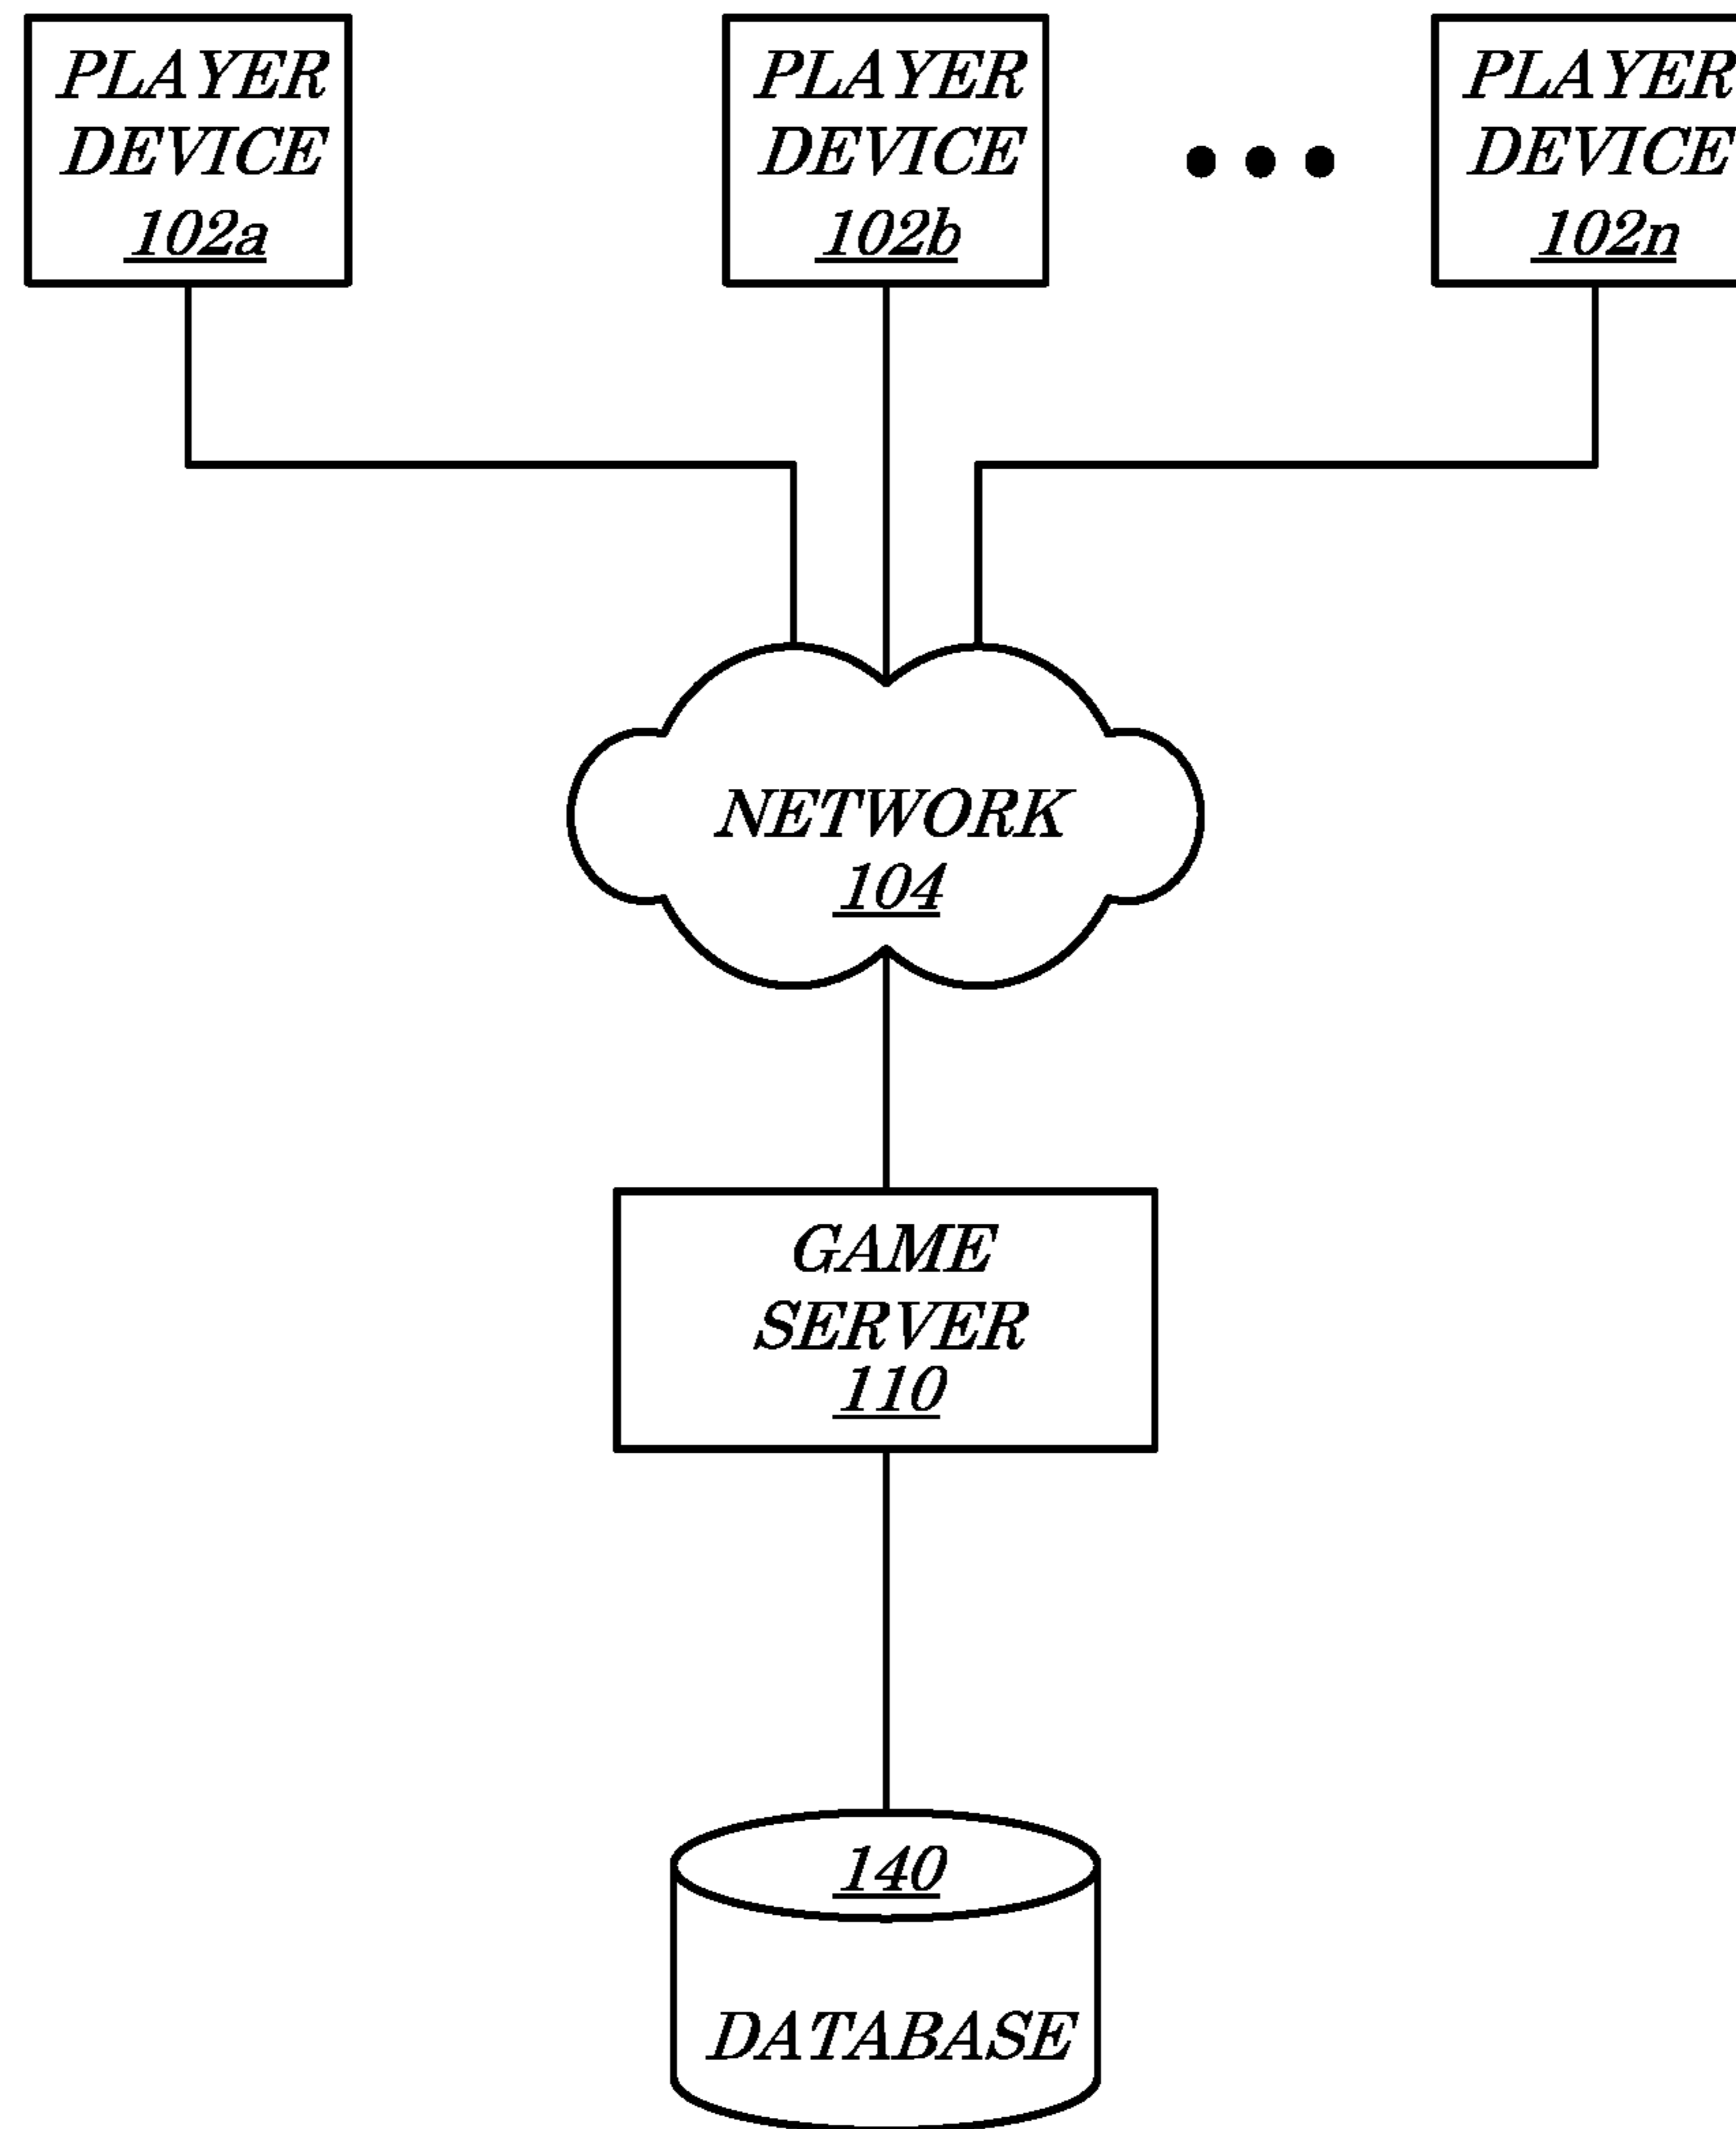 PLAYER
DEVICE
102a
PLAYER
DEVICE
102b
PLAYER
DEVICE
102n
NETWORK
104
GAME
SERVER
110
140
DATABASE